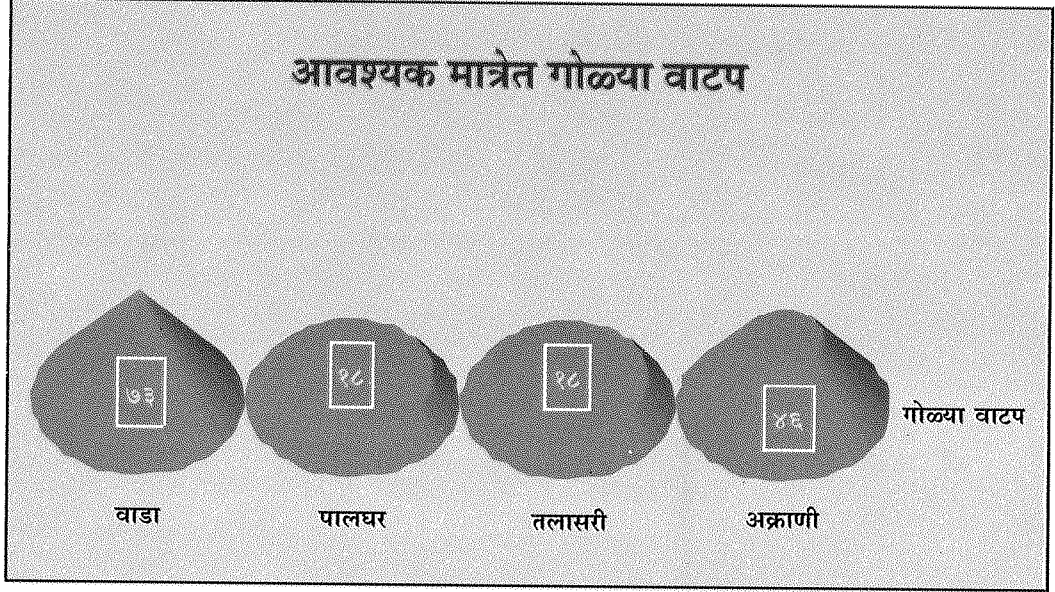 आवश्यक मात्रेत गोळ्या वाटप
७३
१८
१८
४६
गोळ्या वाटप
वाडा
पालघर
तलासरी
अक्राणी